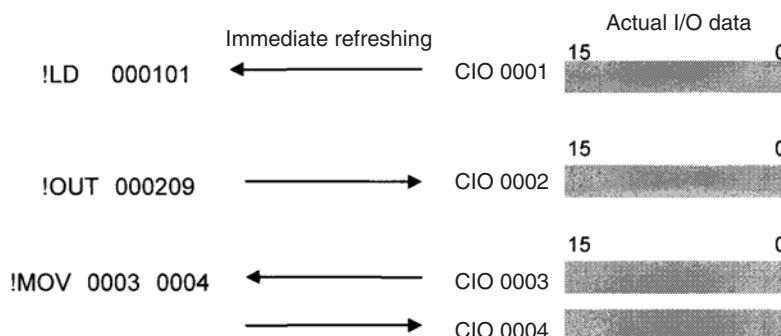 Actual I/O data
Immediate refreshing
15 0
!LD 000101 CIO 0001
15 0
!OUT 000209 CIO 0002
15 0
!MOV 0003 0004 CIO 0003
CIO 0004